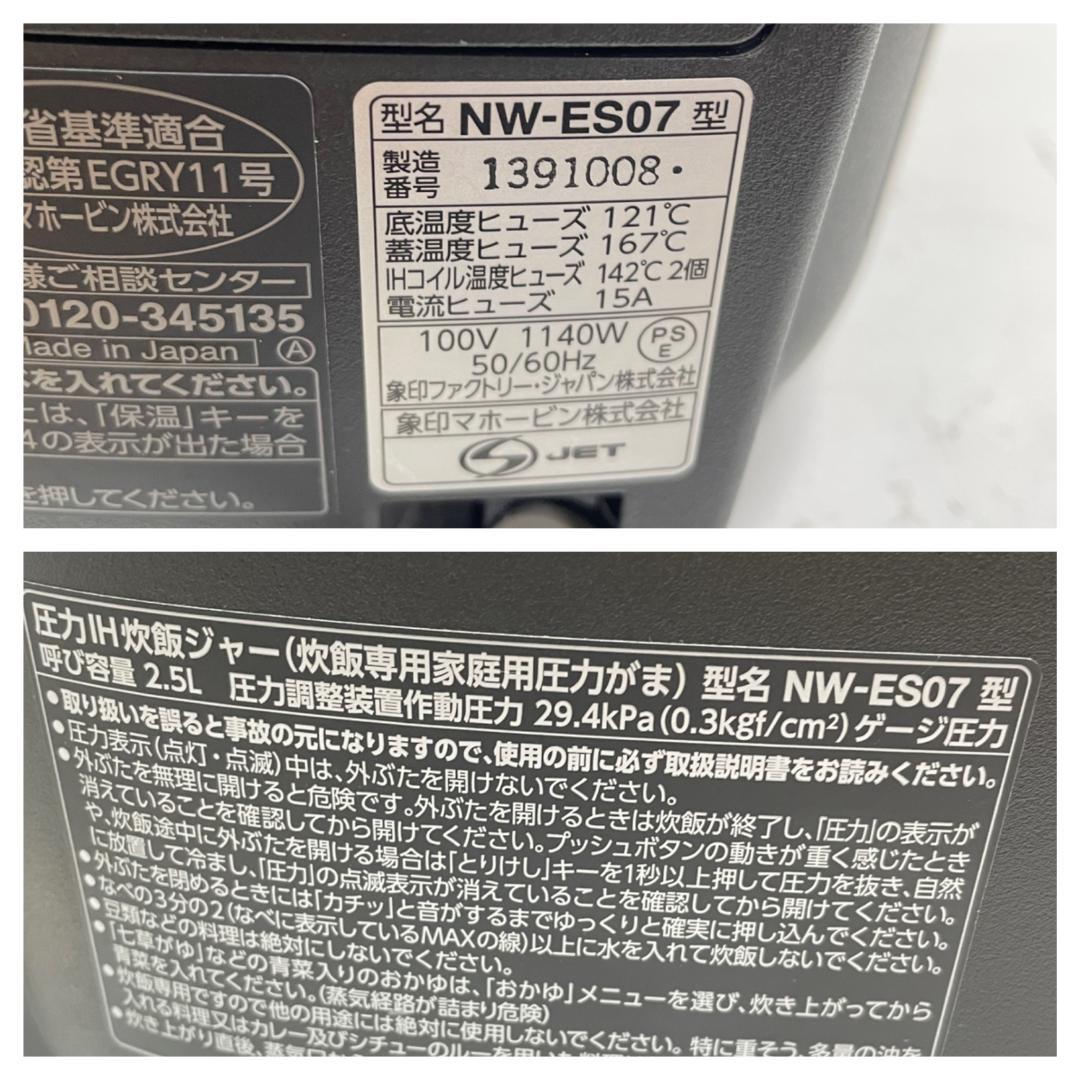 省基準適合
認第EGRY11号
マホービン株式会社
様ご相談センター
0120-345135
Made in Japan Ⓐ
水を入れてください。
は、「保温」キーを
4の表示が出た場合
を押してください。
型名 NW-ES07 型
製造番号 1391008・
底温度ヒューズ 121℃
蓋温度ヒューズ 167℃
IHコイル温度ヒューズ 142℃ 2個
電流ヒューズ 15A
100V 1140W
50/60Hz
PSE
象印ファクトリー・ジャパン株式会社
象印マホービン株式会社
JET
圧力IH炊飯ジャー(炊飯専用家庭用圧力がま) 型名 NW-ES07 型
呼び容量 2.5L 圧力調整装置作動圧力 29.4kPa(0.3kgf/cm²)ゲージ圧力
●取り扱いを誤ると事故の元になりますので、使用の前に必ず取扱説明書をお読みください。
●圧力表示(点灯・点滅)中は、外ぶたを開けないでください。
●外ぶたを無理に開けると危険です。外ぶたを開けるときは炊飯が終了し、「圧力」の表示が
消えていることを確認してから開けてください。プッシュボタンの動きが重く感じたとき
や、炊飯途中に外ぶたを開ける場合は「とりけし」キーを1秒以上押して圧力を抜き、自然
に放置して冷まし、「圧力」の点滅表示が消えていることを確認してから開けてください。
●外ぶたを閉めるときには「カチッ」と音がするまでゆっくりと確実に押し込んでください。
●なべの3分の2(なべに表示しているMAXの線)以上に水を入れて炊飯しないでください。
●豆類などの料理は絶対にしないでください。
●「七草がゆ」などの青菜入りのおかゆは、「おかゆ」メニューを選び、炊き上がってから
青菜を入れてください。(蒸気経路が詰まり危険)
●炊飯専用ですので他の用途には絶対に使用しないでください。特に重そう、多量の油を
入れる料理又はカレー及びシチューのルーを用いた料理
●炊き上がり直後、蒸気口